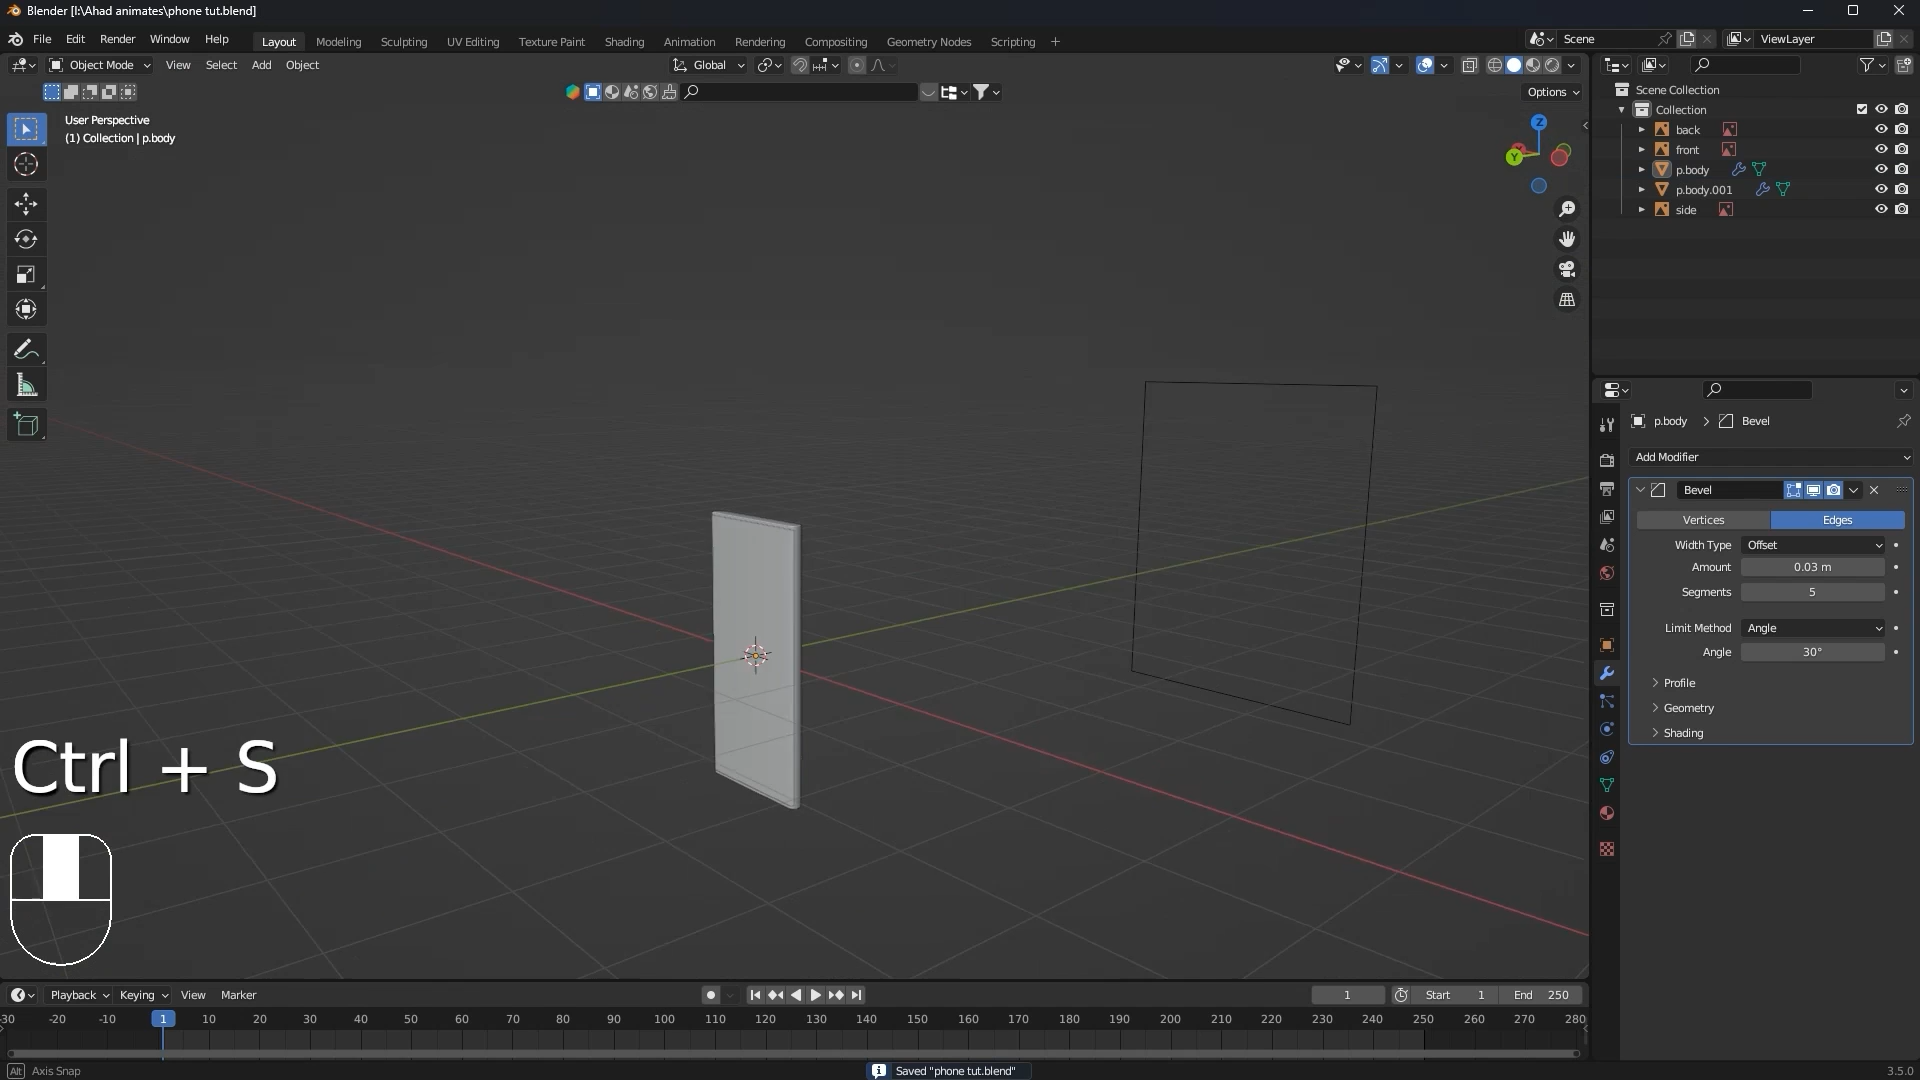 Blender [I:\Ahad animates\phone tut.blend]
File Edit Render Window Help Layout Modeling Sculpting UV Editing Texture Paint Shading Animation Rendering Compositing Geometry Nodes Scripting + Scene ViewLayer
Object Mode View Select Add Object Global
Options
User Perspective
(1) Collection | p.body
Z
Y
Scene Collection
Collection
back
front
p.body
p.body.001
side
p.body > Bevel
Add Modifier
Bevel
Vertices Edges
Width Type Offset
Amount 0.03 m
Segments 5
Limit Method Angle
Angle 30°
Profile
Geometry
Shading
Ctrl + S
Playback Keying View Marker 1 Start 1 End 250
-30 -20 -10 1 10 20 30 40 50 60 70 80 90 100 110 120 130 140 150 160 170 180 190 200 210 220 230 240 250 260 270 280
Alt Axis Snap Saved "phone tut.blend" 3.5.0